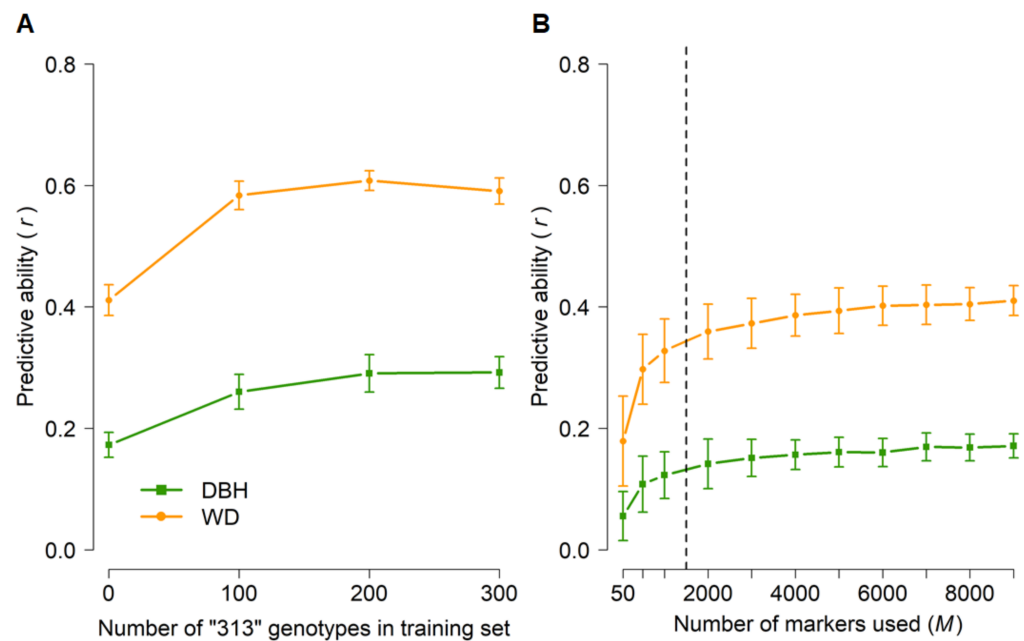 A
Predictive ability ( r )
0.8
0.6
0.4
0.2
0.0
DBH
WD
0 100 200 300
Number of "313" genotypes in training set
B
Predictive ability ( r )
0.8
0.6
0.4
0.2
0.0
50 2000 4000 6000 8000
Number of markers used (M)